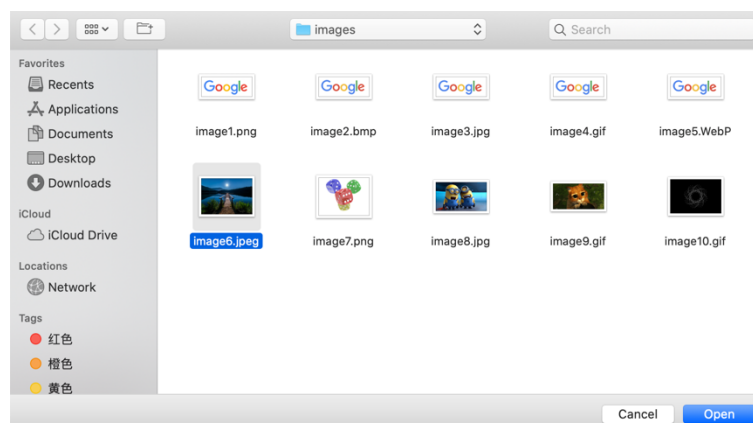 images
Search
Favorites
Recents
Applications
Documents
Desktop
Downloads
iCloud
iCloud Drive
Locations
Network
Tags
红色
橙色
黄色
Google
Google
Google
Google
Google
image1.png
image2.bmp
image3.jpg
image4.gif
image5.WebP
image6.jpeg
image7.png
image8.jpg
image9.gif
image10.gif
Cancel
Open